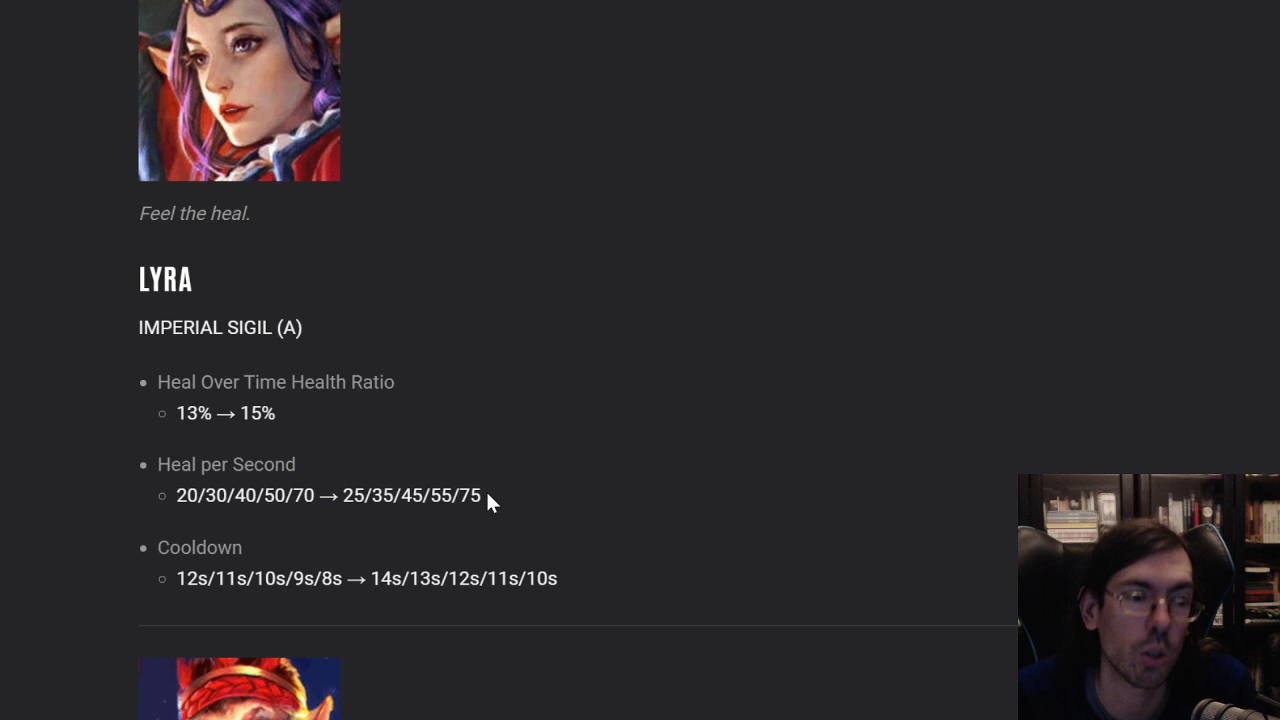 Feel the heal.
LYRA
IMPERIAL SIGIL (A)
Heal Over Time Health Ratio
13% → 15%
Heal per Second
20/30/40/50/70 → 25/35/45/55/75
Cooldown
12s/11s/10s/9s/8s → 14s/13s/12s/11s/10s